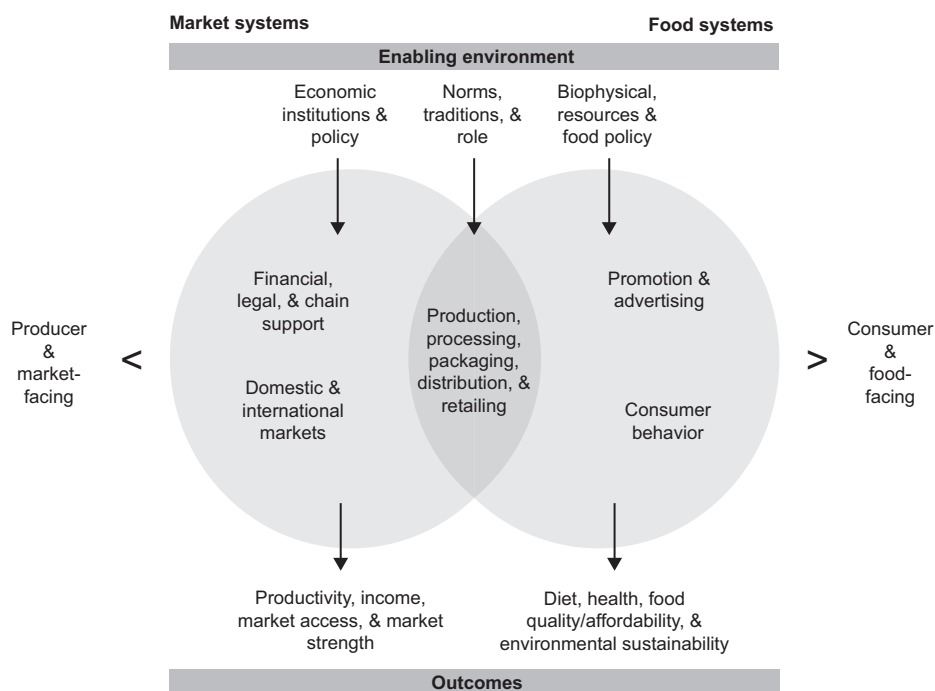 Market systems
Food systems
Enabling environment
Economic
institutions &
policy
Norms,
traditions, &
role
Biophysical,
resources &
food policy
Financial,
legal, & chain
support
Domestic &
international
markets
Production,
processing,
packaging,
distribution, &
retailing
Promotion &
advertising
Consumer
behavior
Producer
&
market-
facing
<
>
Consumer
&
food-
facing
Productivity, income,
market access, & market
strength
Diet, health, food
quality/affordability, &
environmental sustainability
Outcomes